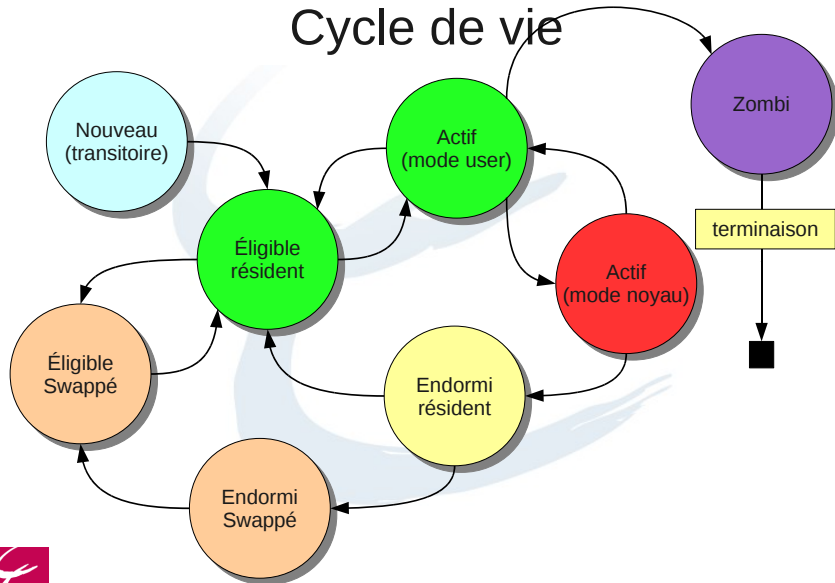 Cycle de vie
Nouveau
(transitoire)
Actif
(mode user)
Zombi
terminaison
Éligible
résident
Actif
(mode noyau)
Éligible
Swappé
Endormi
résident
Endormi
Swappé